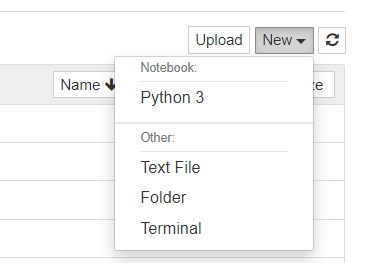 Upload New
Name
Notebook:
Python 3
Other:
Text File
Folder
Terminal